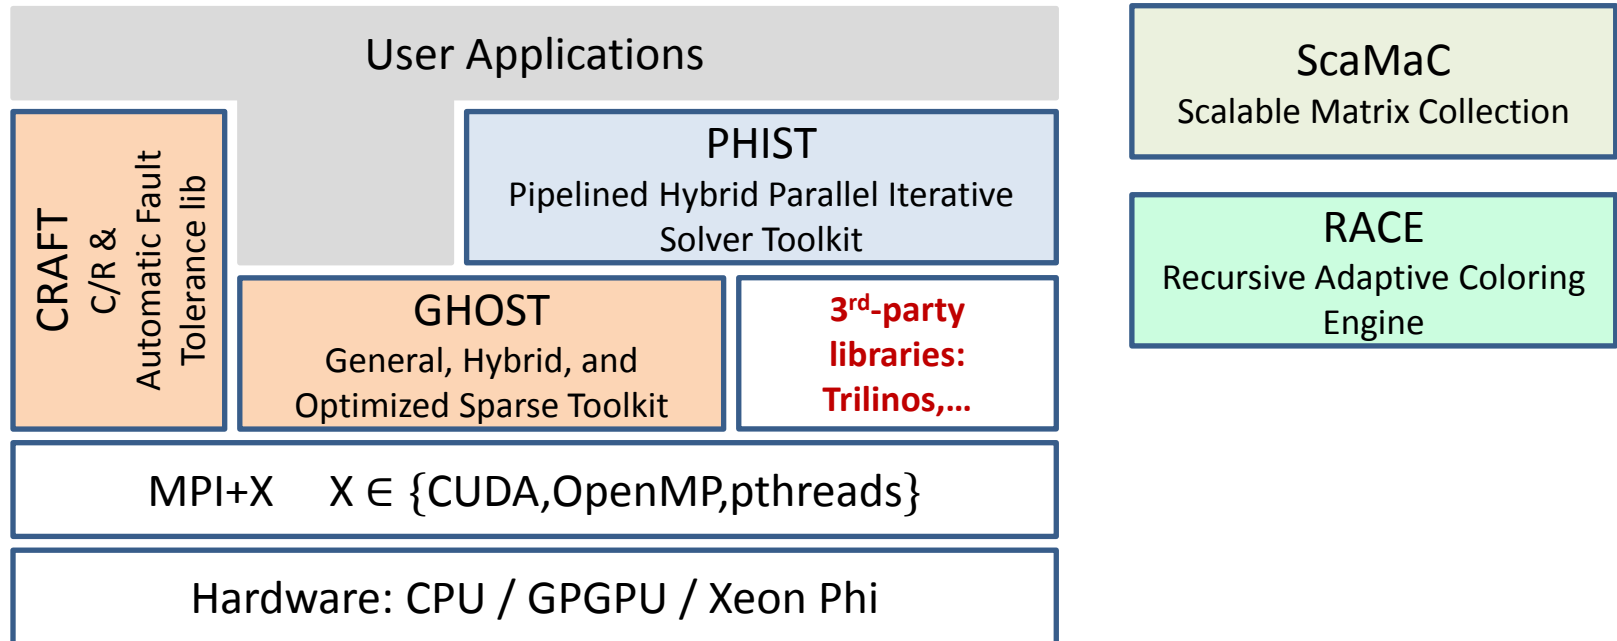 User Applications
CRAFT
C/R &
Automatic Fault
Tolerance lib
PHIST
Pipelined Hybrid Parallel Iterative
Solver Toolkit
GHOST
General, Hybrid, and
Optimized Sparse Toolkit
3rd-party
libraries:
Trilinos,...
MPI+X X ∈ {CUDA,OpenMP,pthreads}
Hardware: CPU / GPGPU / Xeon Phi
ScaMaC
Scalable Matrix Collection
RACE
Recursive Adaptive Coloring
Engine